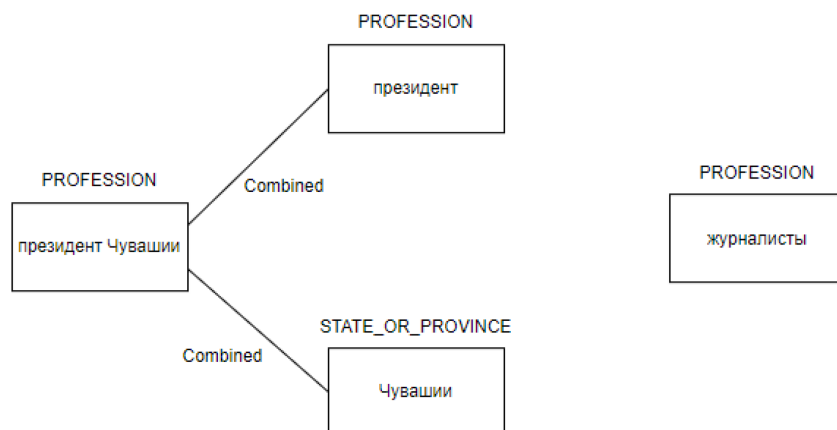 PROFESSION
президент
PROFESSION
Combined
PROFESSION
президент Чувашии
журналисты
STATE_OR_PROVINCE
Combined
Чувашии